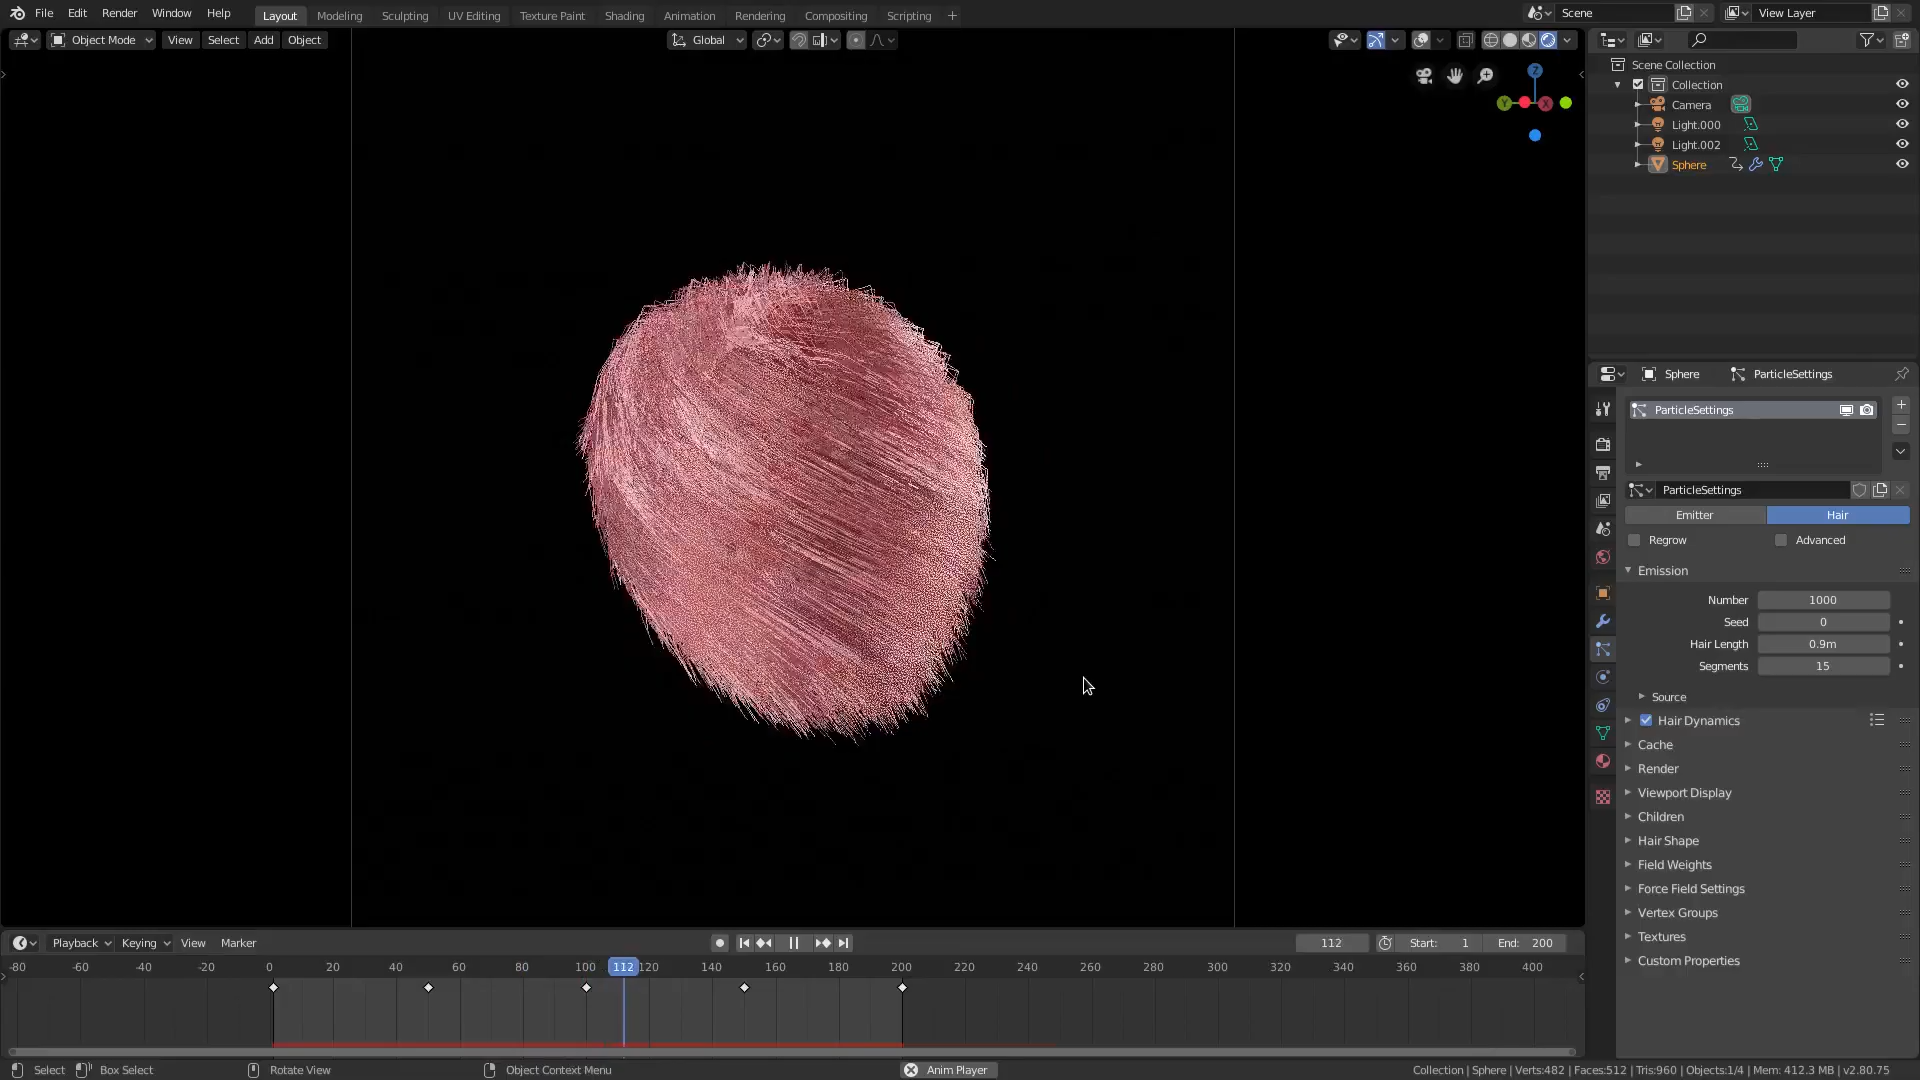 File Edit Render Window Help Layout Modeling Sculpting UV Editing Texture Paint Shading Animation Rendering Compositing Scripting + Scene View Layer
Object Mode View Select Add Object Global
Scene Collection
Collection
Camera
Light.000
Light.002
Sphere
Z
Y X
Sphere ParticleSettings
ParticleSettings
ParticleSettings
Emitter Hair
Regrow Advanced
Emission
Number 1000
Seed 0
Hair Length 0.9m
Segments 15
Source
Hair Dynamics
Cache
Render
Viewport Display
Children
Hair Shape
Field Weights
Force Field Settings
Vertex Groups
Textures
Custom Properties
Playback Keying View Marker 112 Start: 1 End: 200
-80 -60 -40 -20 0 20 40 60 80 100 112 120 140 160 180 200 220 240 260 280 300 320 340 360 380 400
Select Box Select Rotate View Object Context Menu Anim Player Collection | Sphere | Verts:482 | Faces:512 | Tris:960 | Objects:1/4 | Mem: 412.3 MB | v2.80.75